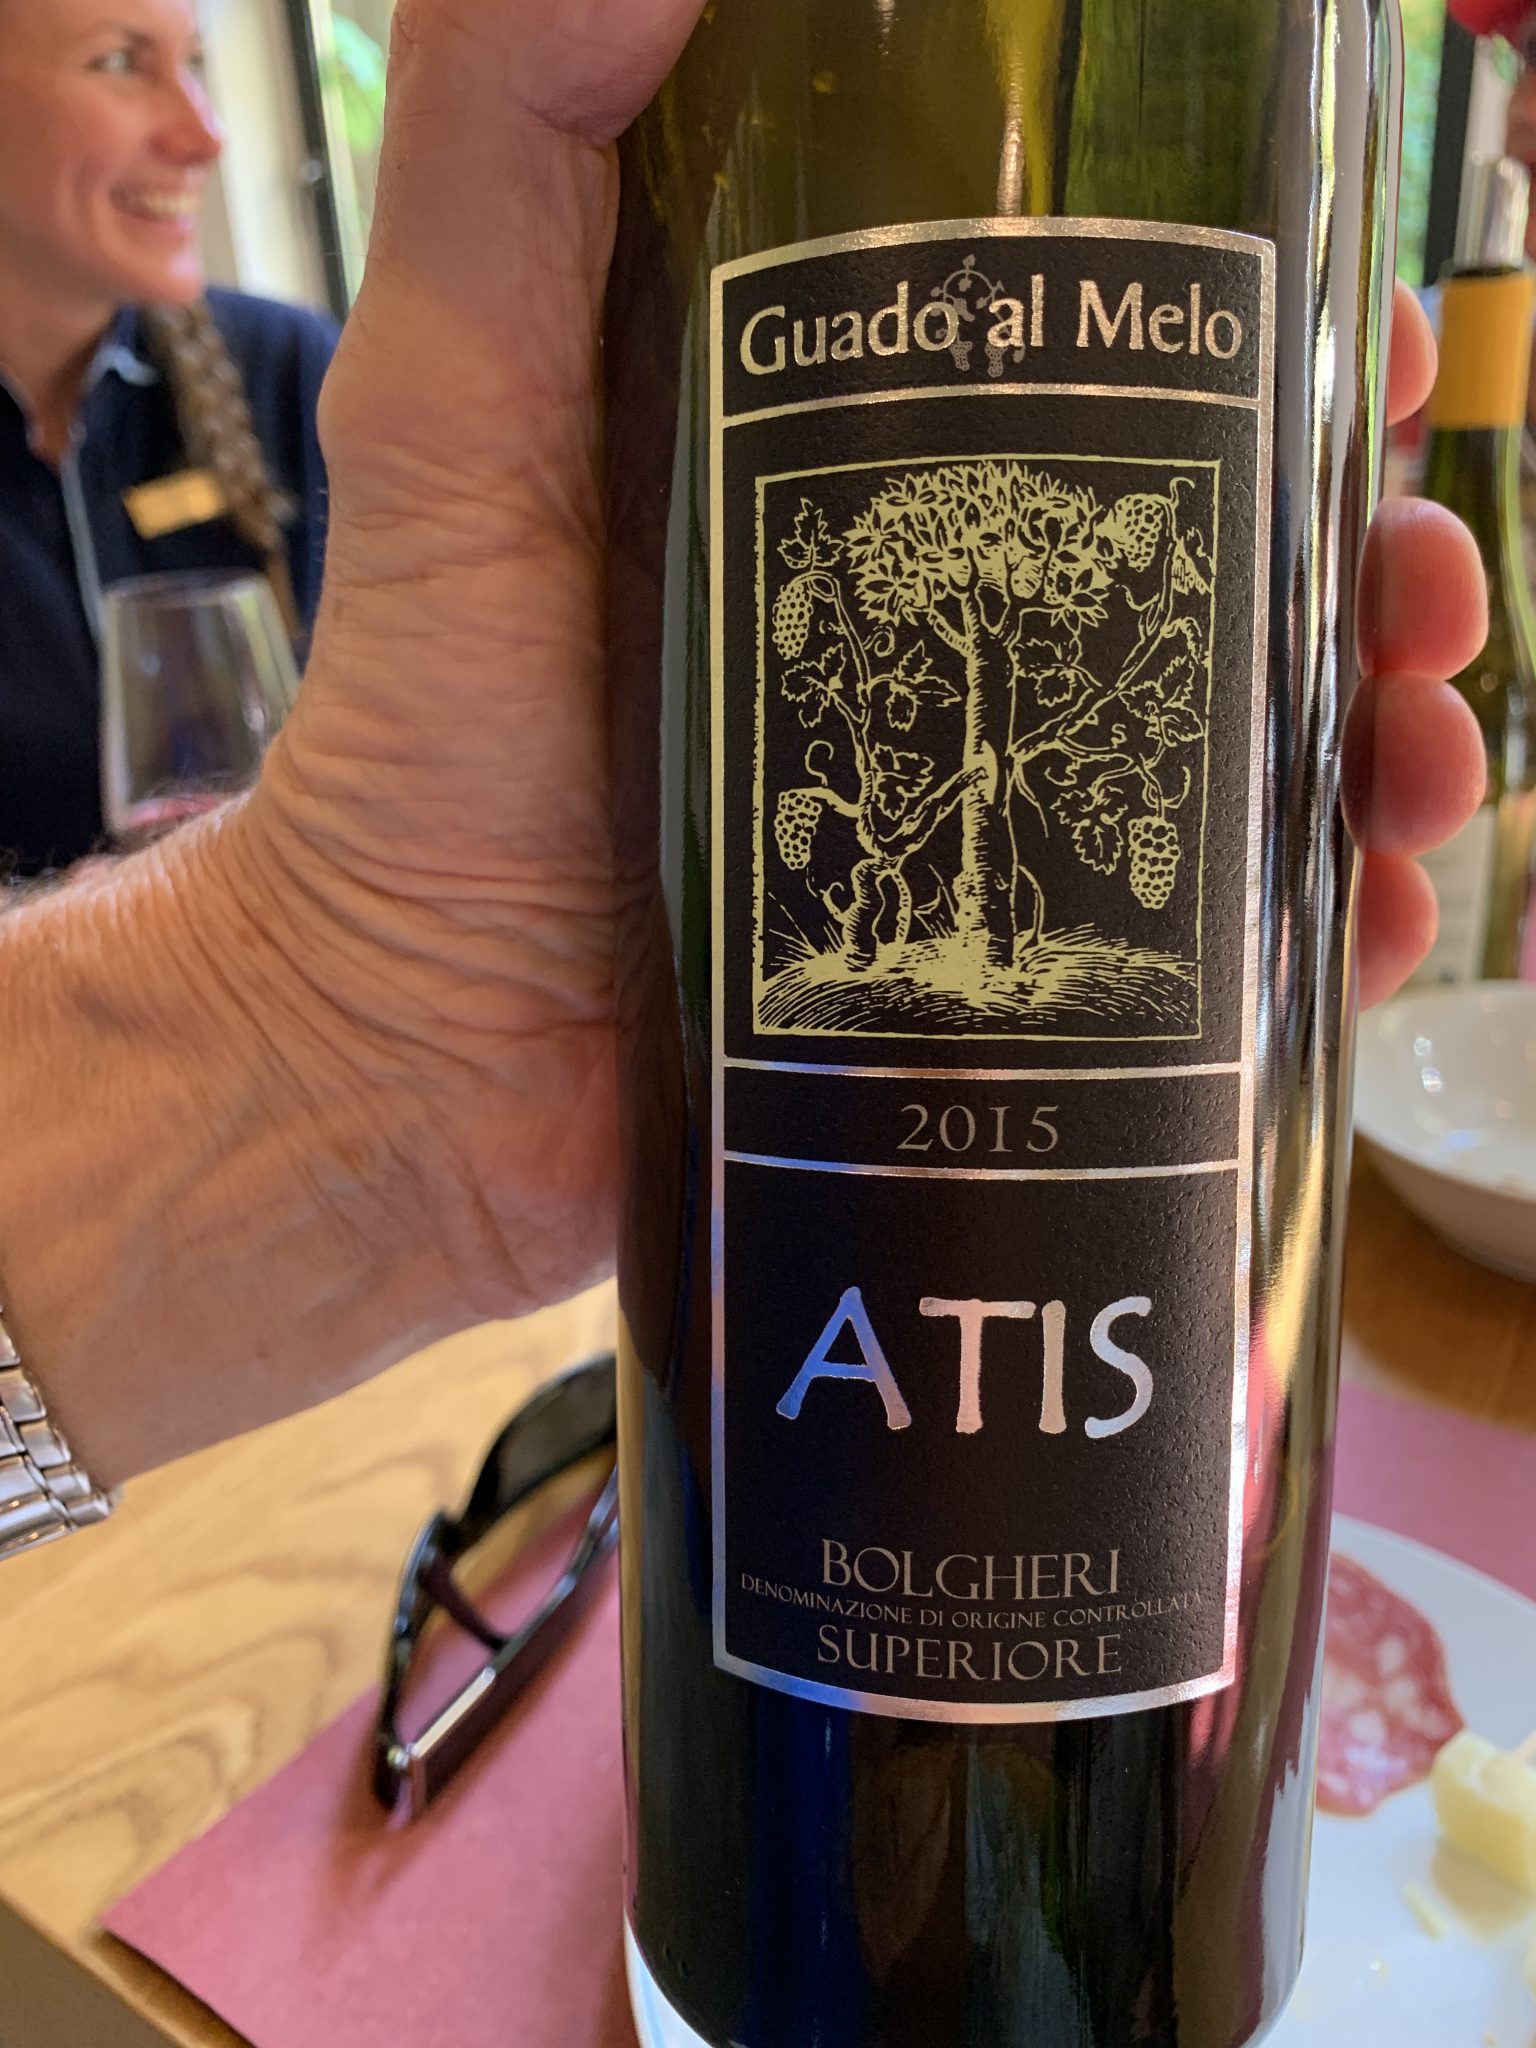 Guado al Melo
2015
ATIS
BOLGHERI
DENOMINAZIONE DI ORIGINE CONTROLLATA
SUPERIORE